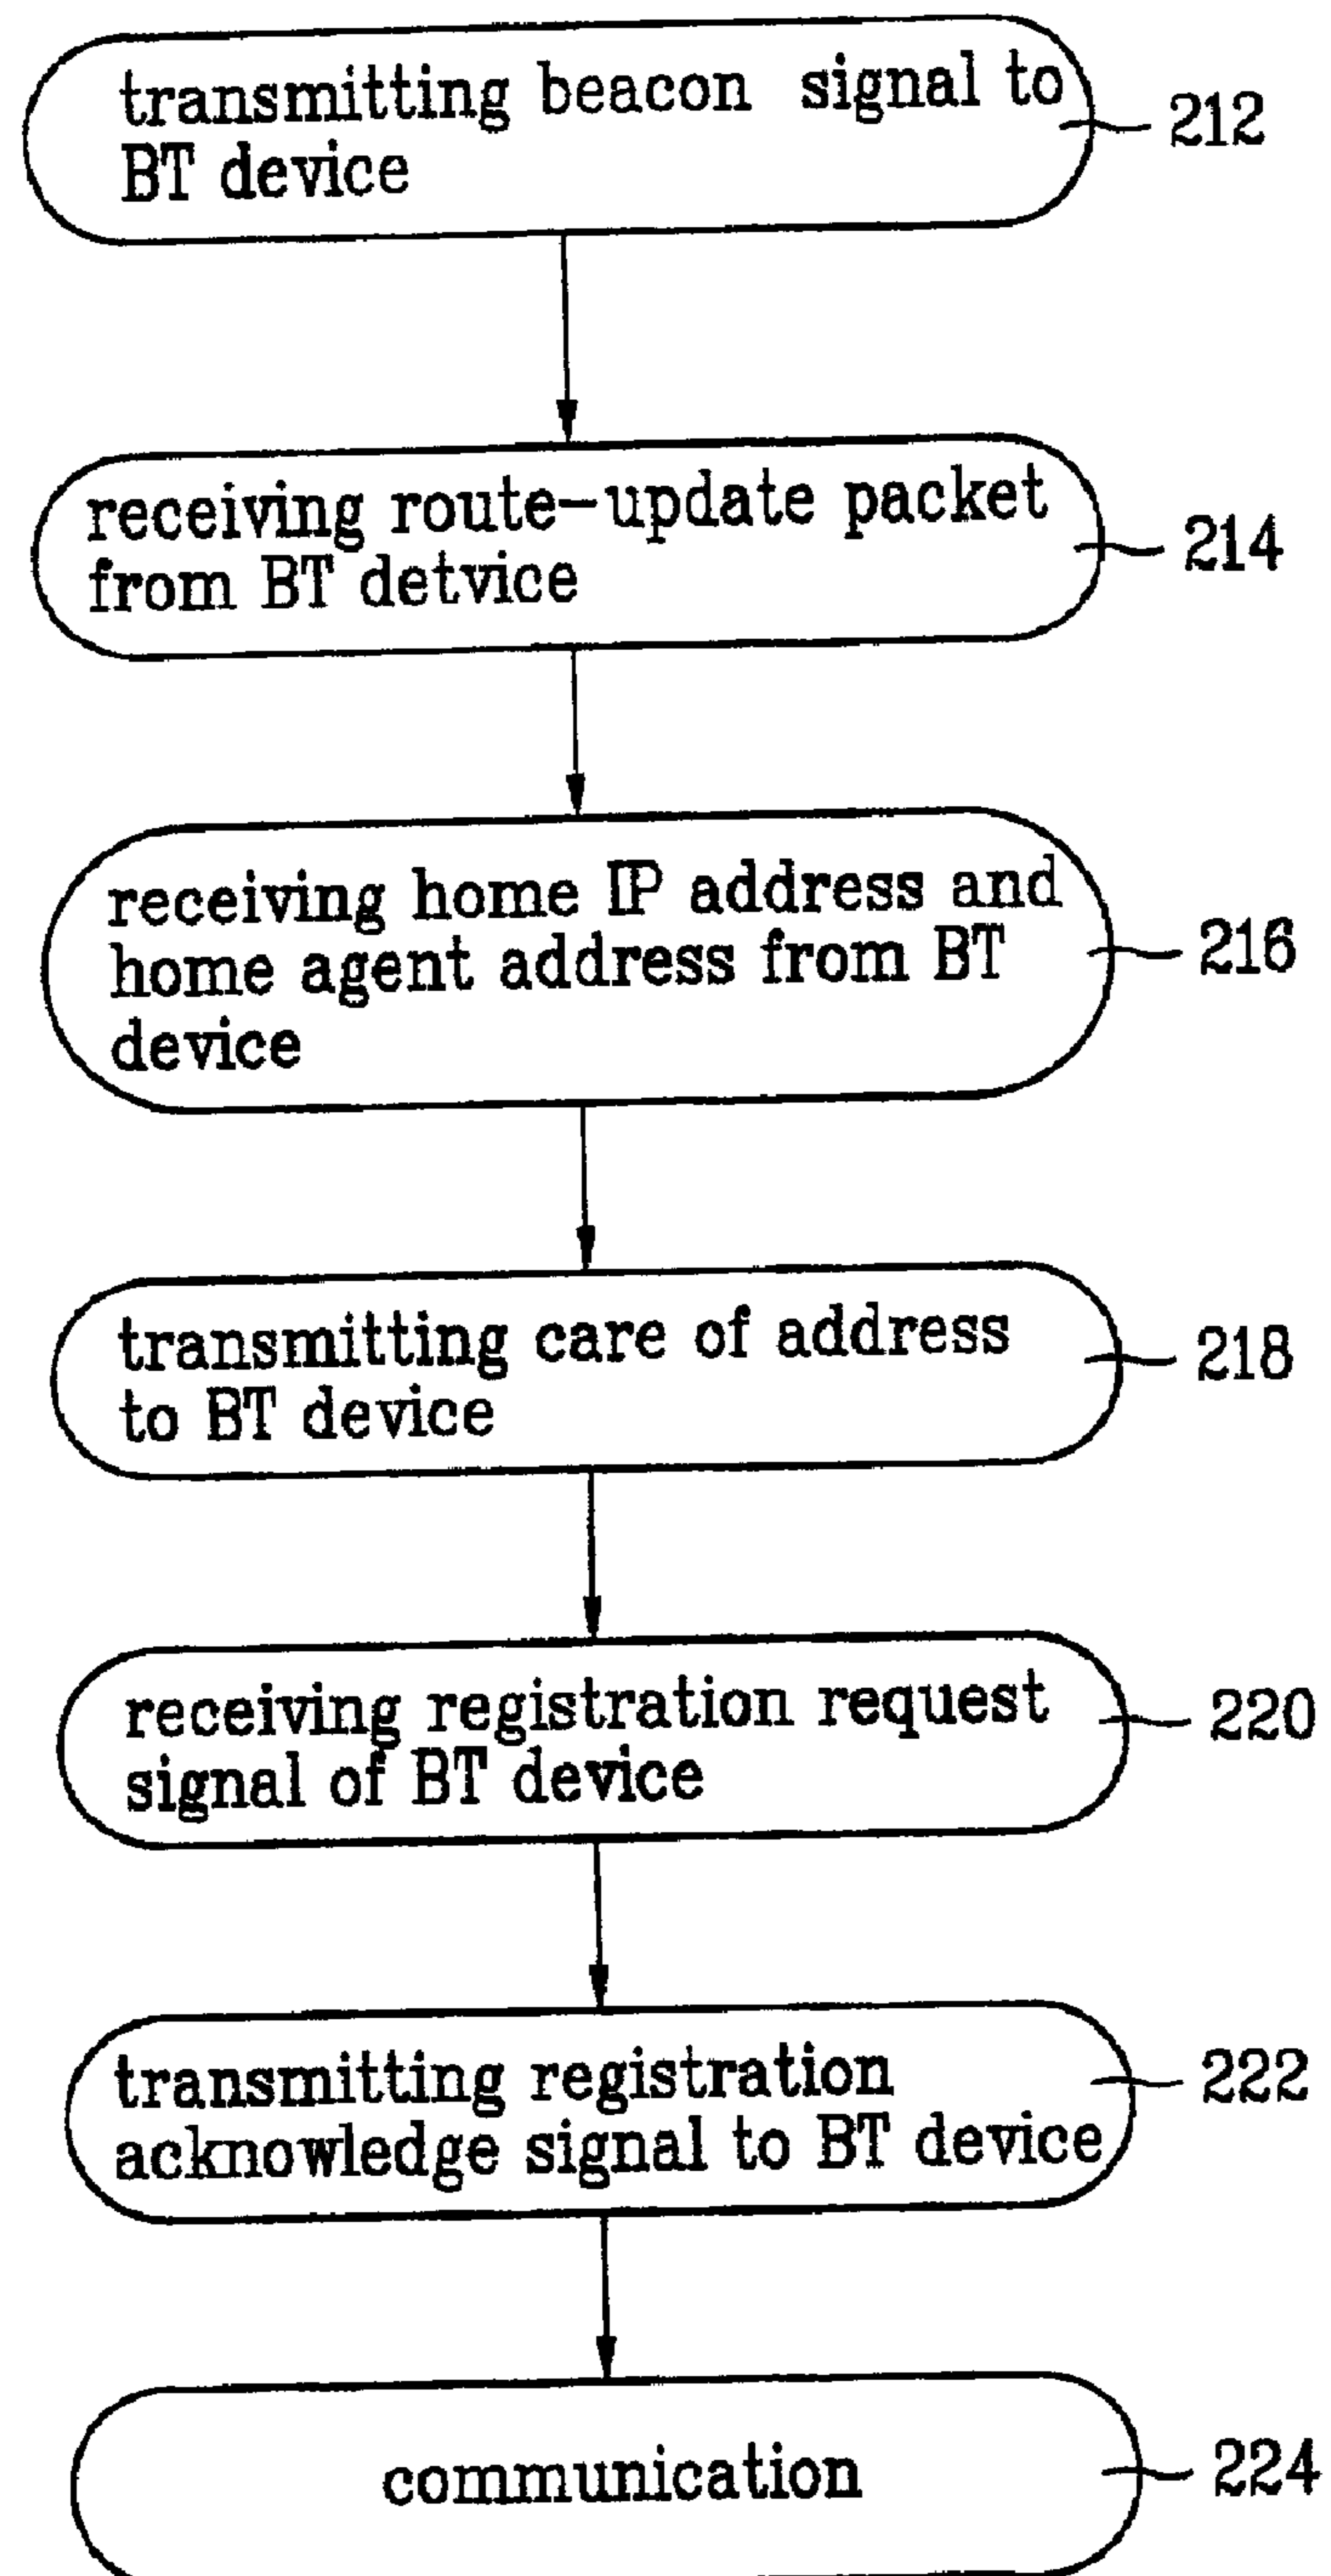 transmitting beacon signal to
BT device
212
receiving route-update packet
from BT detvice
214
receiving home IP address and
home agent address from BT
device
216
transmitting care of address
to BT device
218
receiving registration request
signal of BT device
220
transmitting registration
acknowledge signal to BT device
222
communication
224